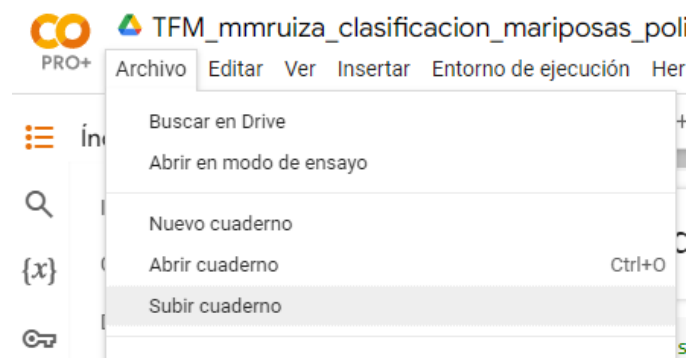 CO TFM_mmruiza_clasificacion_mariposas_poli
PRO+ Archivo Editar Ver Insertar Entorno de ejecución Her
Buscar en Drive
Abrir en modo de ensayo
Nuevo cuaderno
{x}
Abrir cuaderno Ctrl+O
Subir cuaderno